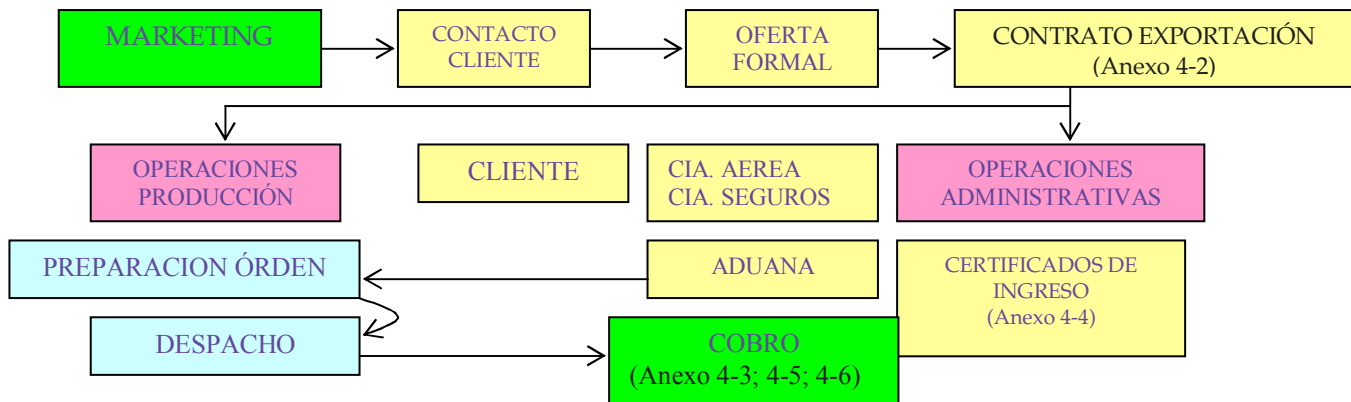 MARKETING
CONTACTO
CLIENTE
OFERTA
FORMAL
CONTRATO EXPORTACIÓN
(Anexo 4-2)
OPERACIONES
PRODUCCIÓN
CLIENTE
CIA. AEREA
CIA. SEGUROS
OPERACIONES
ADMINISTRATIVAS
PREPARACION ÓRDEN
ADUANA
CERTIFICADOS DE
INGRESO
(Anexo 4-4)
DESPACHO
COBRO
(Anexo 4-3; 4-5; 4-6)